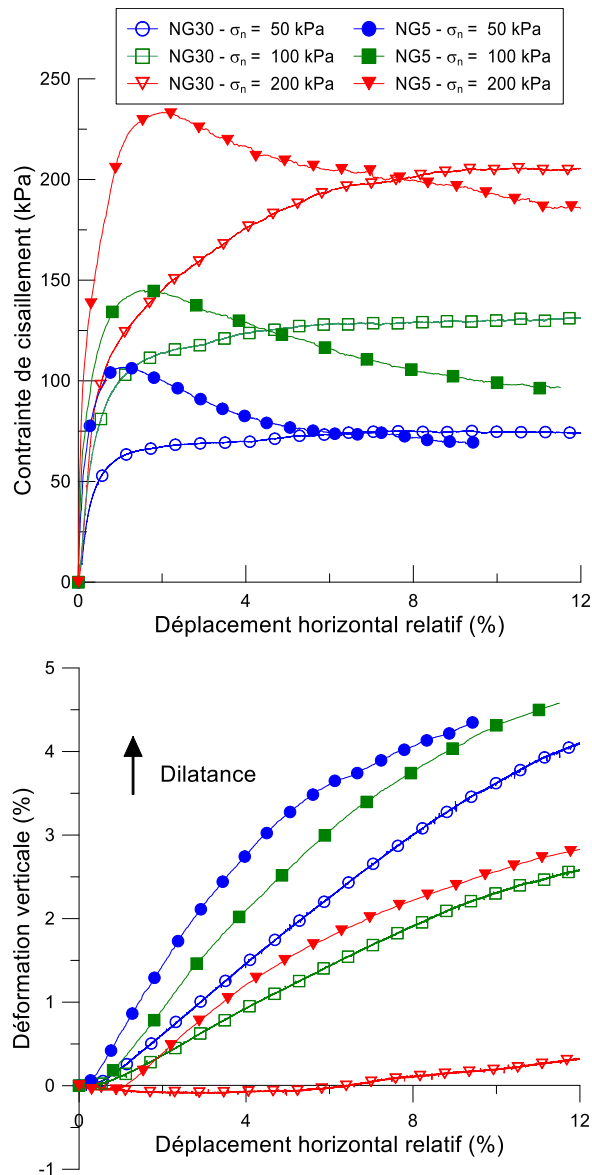 NG30 - σn = 50 kPa
NG5 - σn = 50 kPa
NG30 - σn = 100 kPa
NG5 - σn = 100 kPa
NG30 - σn = 200 kPa
NG5 - σn = 200 kPa
Contrainte de cisaillement (kPa)
250
200
150
100
50
0
0 4 8 12
Déplacement horizontal relatif (%)
Déformation verticale (%)
5
4
3
2
1
0
-1
Dilatance
0 4 8 12
Déplacement horizontal relatif (%)